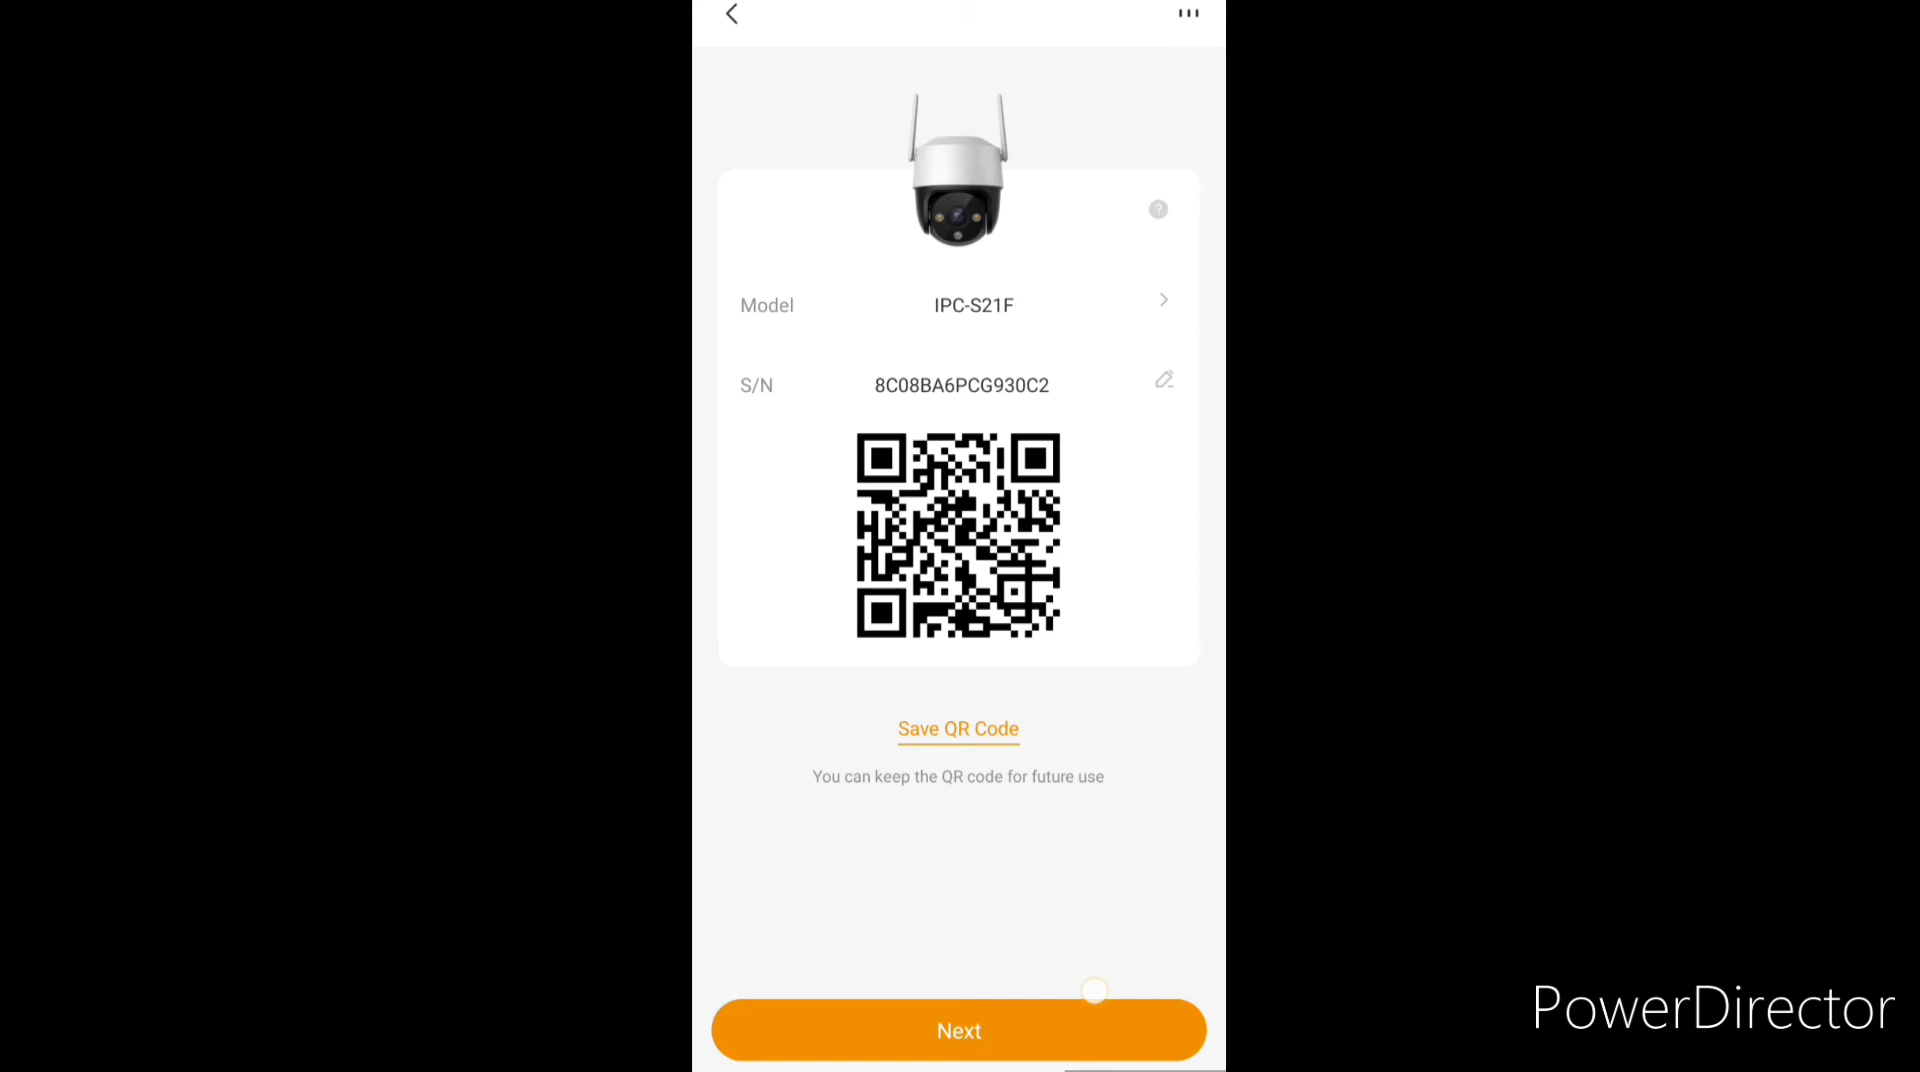 Model IPC-S21F
S/N 8C08BA6PCG930C2
Save QR Code
You can keep the QR code for future use
Next
PowerDirector